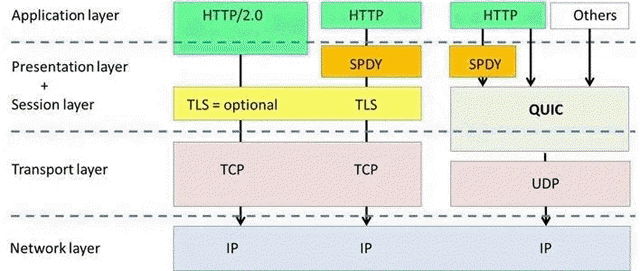 Application layer
HTTP/2.0
HTTP
HTTP
Others
Presentation layer
+
Session layer
SPDY
SPDY
TLS = optional
TLS
QUIC
Transport layer
TCP
TCP
UDP
Network layer
IP
IP
IP